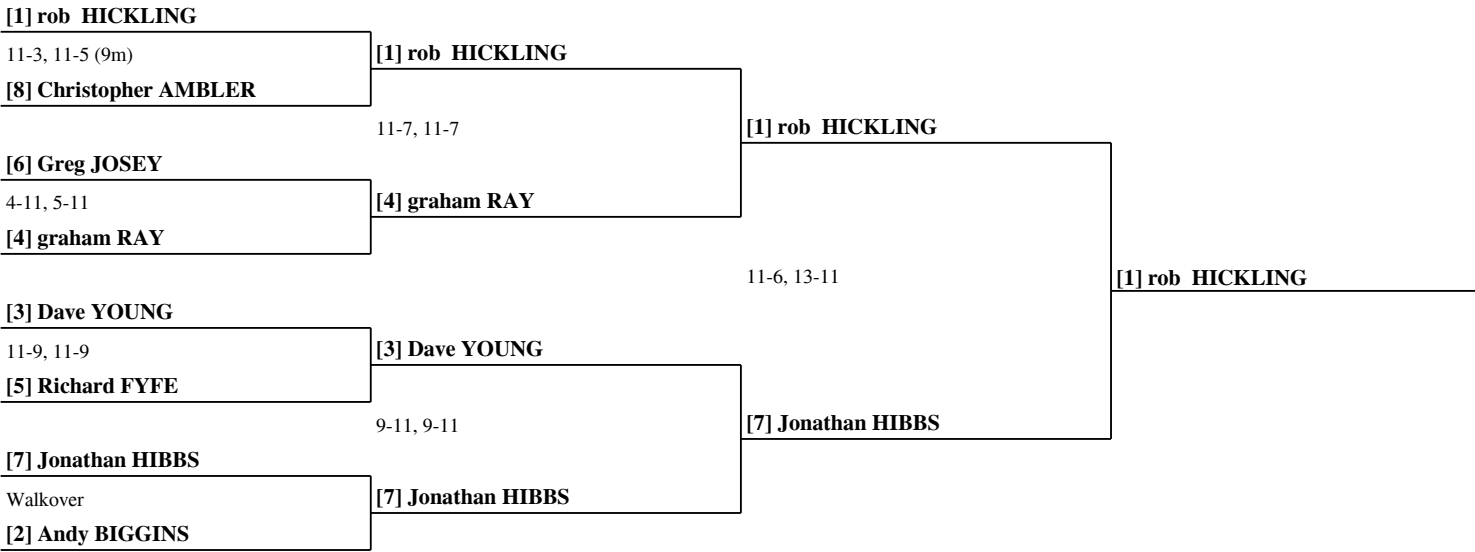 [1] rob  HICKLING
11-3, 11-5 (9m)
[8] Christopher AMBLER
[1] rob  HICKLING
11-7, 11-7
[6] Greg JOSEY
4-11, 5-11
[4] graham RAY
[4] graham RAY
[1] rob  HICKLING
11-6, 13-11
[1] rob  HICKLING
[3] Dave YOUNG
11-9, 11-9
[5] Richard FYFE
[3] Dave YOUNG
9-11, 9-11
[7] Jonathan HIBBS
[7] Jonathan HIBBS
Walkover
[2] Andy BIGGINS
[7] Jonathan HIBBS